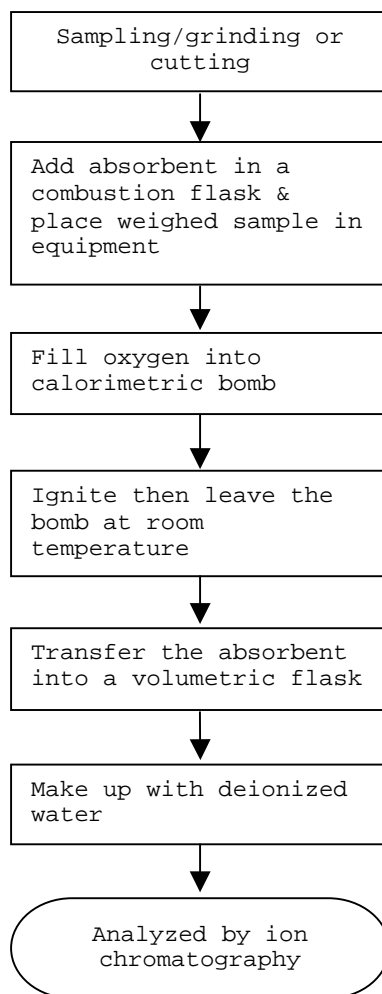 Sampling/grinding or
cutting
Add absorbent in a
combustion flask &
place weighed sample in
equipment
Fill oxygen into
calorimetric bomb
Ignite then leave the
bomb at room
temperature
Transfer the absorbent
into a volumetric flask
Make up with deionized
water
Analyzed by ion
chromatography